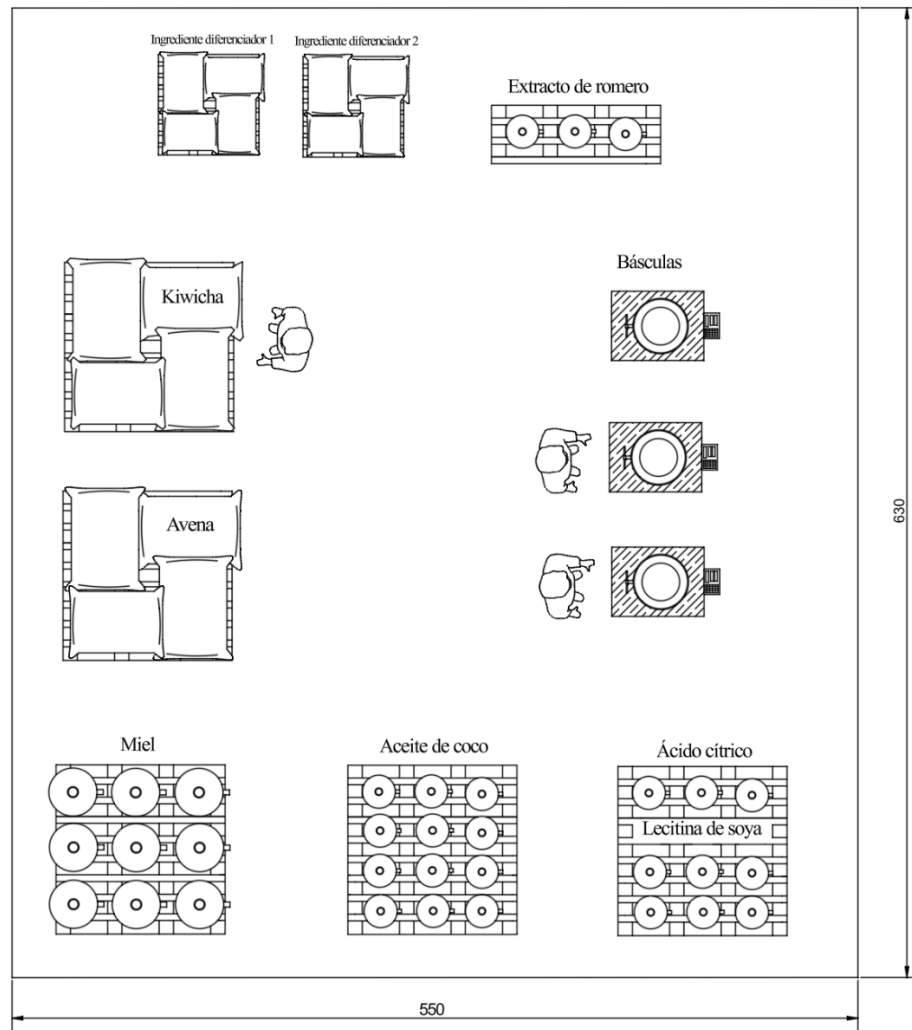 Ingrediente diferenciador 1
Ingrediente diferenciador 2
Extracto de romero
Kiwicha
Básculas
Avena
630
Miel
Aceite de coco
Ácido cítrico
Lecitina de soya
550